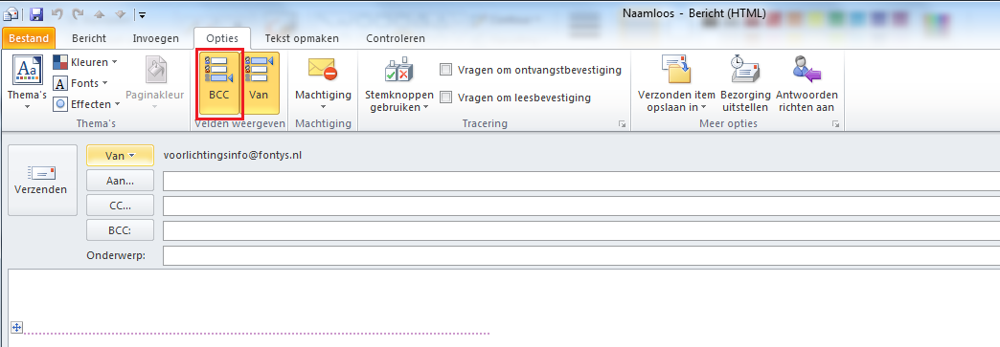 Naamloos - Bericht (HTML)
Bestand Bericht Invoegen Opties Tekst opmaken Controleren
Thema's
Kleuren
Fonts
Effecten
Paginakleur
Thema's
BCC
Van
Velden weergeven
Machtiging
Machtiging
Stemknoppen
gebruiken
Vragen om ontvangstbevestiging
Vragen om leesbevestiging
Tracering
Verzonden item
opslaan in
Bezorging
uitstellen
Antwoorden
richten aan
Meer opties
Verzenden
Van voorlichtingsinfo@fontys.nl
Aan...
CC...
BCC:
Onderwerp: